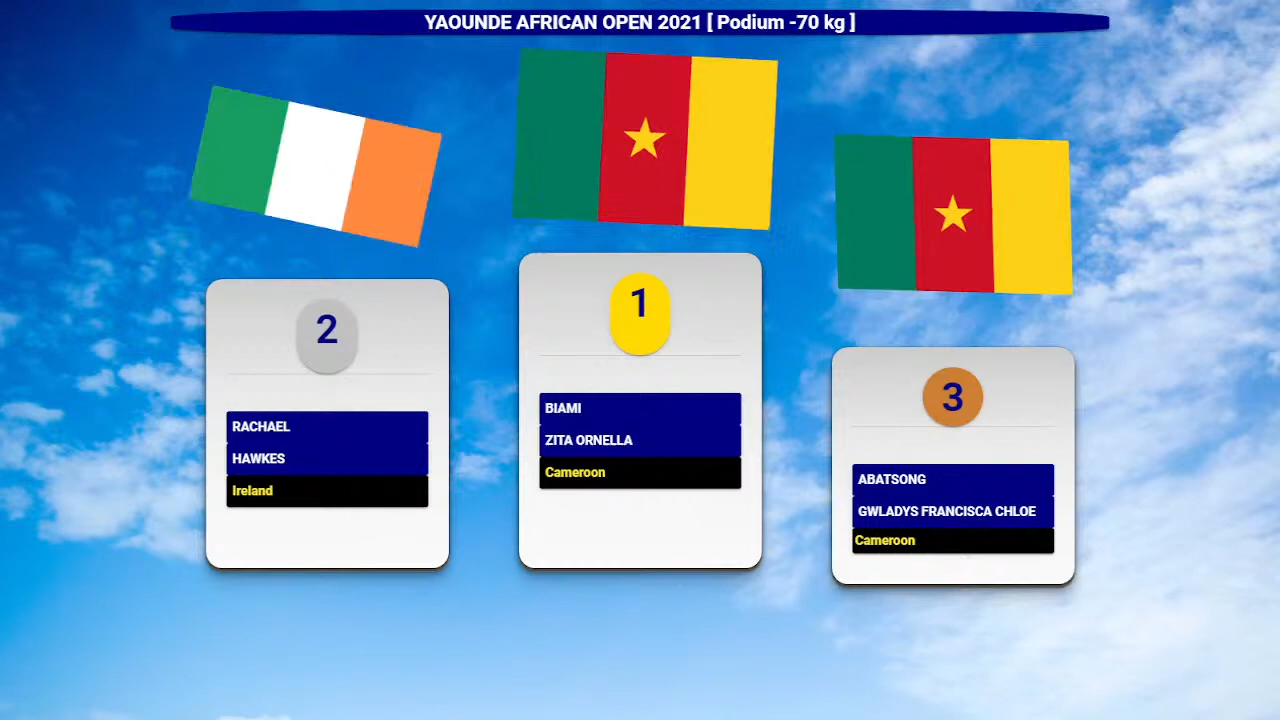 YAOUNDE AFRICAN OPEN 2021 [ Podium -70 kg ]
2
RACHAEL
HAWKES
Ireland
1
BIAMI
ZITA ORNELLA
Cameroon
3
ABATSONG
GWLADYS FRANCISCA CHLOE
Cameroon